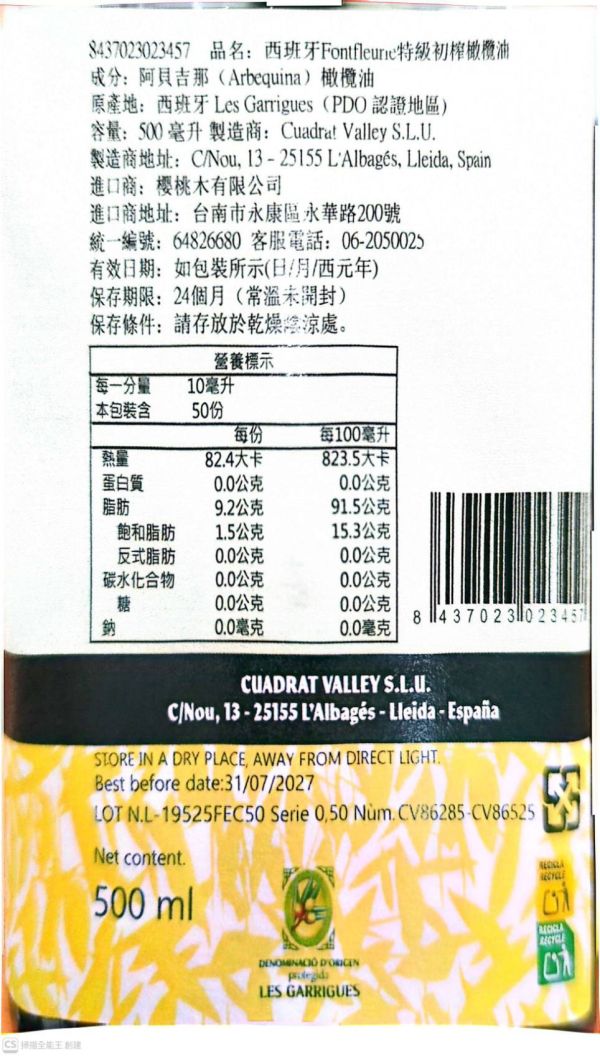 8437023023457 品名：西班牙Fontfleurie特級初榨橄欖油
成分：阿貝吉那（Arbequina）橄欖油
原產地：西班牙 Les Garrigues（PDO 認證地區)
容量：500 毫升 製造商：Cuadrat Valley S.L.U.
製造商地址：C/Nou, 13 - 25155 L'Albagés, Lleida, Spain
進口商：櫻桃木有限公司
進口商地址：台南市永康區永華路200號
統一編號：64826680 客服電話：06-2050025
有效日期：如包裝所示(日/月/西元年)
保存期限：24個月（常溫未開封）
保存條件：請存放於乾燥陰涼處。
營養標示
每一分量 10毫升
本包裝含 50份
每份 每100毫升
熱量 82.4大卡 823.5大卡
蛋白質 0.0公克 0.0公克
脂肪 9.2公克 91.5公克
飽和脂肪 1.5公克 15.3公克
反式脂肪 0.0公克 0.0公克
碳水化合物 0.0公克 0.0公克
糖 0.0公克 0.0公克
鈉 0.0毫克 0.0毫克
8 437023 023457
CUADRAT VALLEY S.L.U.
C/Nou, 13 - 25155 L'Albagés - Lleida - España
STORE IN A DRY PLACE, AWAY FROM DIRECT LIGHT.
Best before date:31/07/2027
LOT N.L-19525FEC50 Serie 0,50 Núm. CV86285-CV86525
Net content.
500 ml
RECICLA
RECYCLE
RECICLA
RECYCLE
DENOMINACIÓ D'ORIGEN
protegida
LES GARRIGUES
CS 掃描全能王 創建